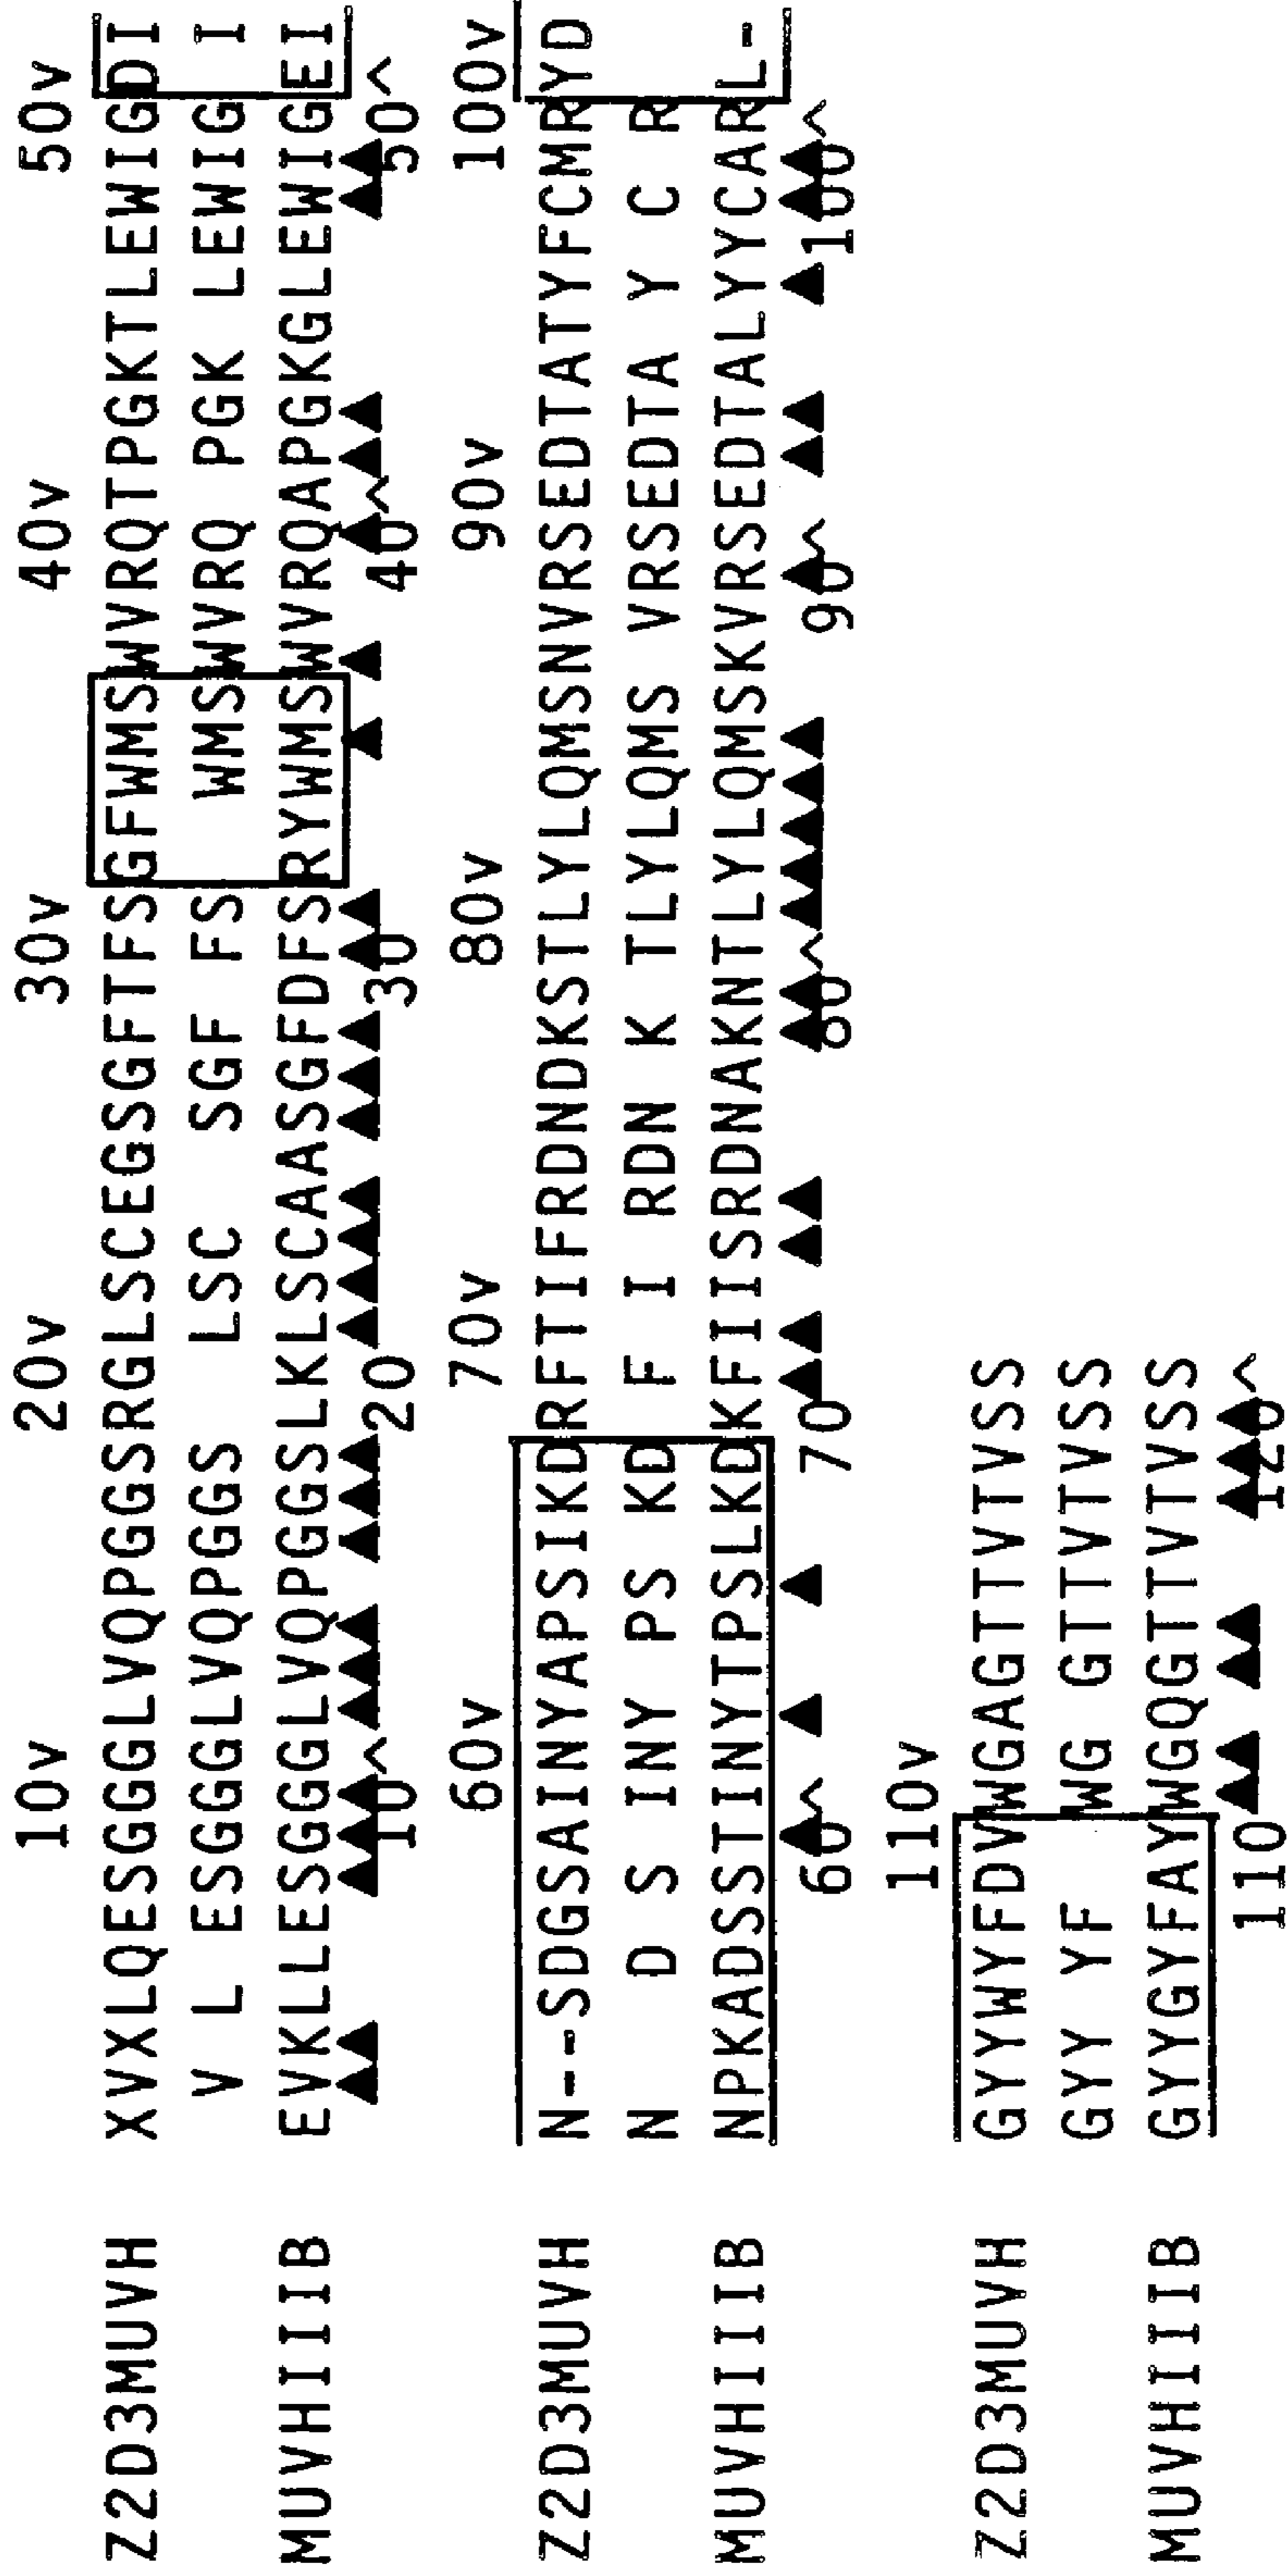 10v 20v 30v 40v 50v
Z2D3MUVH XVXLQESGGGLVQPGGSRGLSCEGSGFTFSGFWMSWVRQTPGKTLEWIGDI
V L ESGGGLVQPGGS LSC SGF FS WMSWVRQ PGK LEWIG I
MUVHIIIB EVKLLESGGGLVQPGGSLKLSCAASGFDFSRYWMSWVRQAPGKGLEWIGEI
10^ 20 30 40^ 50^
60v 70v 80v 90v 100v
Z2D3MUVH N--SDGSAINYAPSIKDRFTIFRDNDKSTLYLQMSNVRSEDTATYFCMRYD
N D S INY PS KD F I RDN K TLYLQMS VRSEDTA Y C R
MUVHIIIB NPKADSSTINYTPSLKDKFIISRDNAKNTLYLQMSKVRSEDTALYYCARL-
60^ 70 80^ 90^ 100^
110v
Z2D3MUVH GYYWYFDVWGAGTTVTVSS
GYY YF WG GTTVTVSS
MUVHIIIB GYYGYFAYWGQGTTVTVSS
110 120^